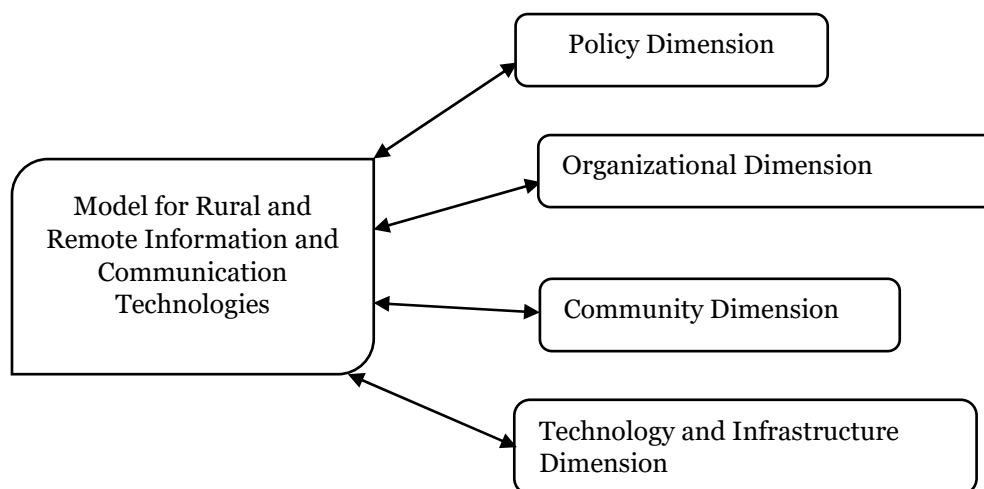 Policy Dimension
Organizational Dimension
Model for Rural and
Remote Information and
Communication
Technologies
Community Dimension
Technology and Infrastructure
Dimension